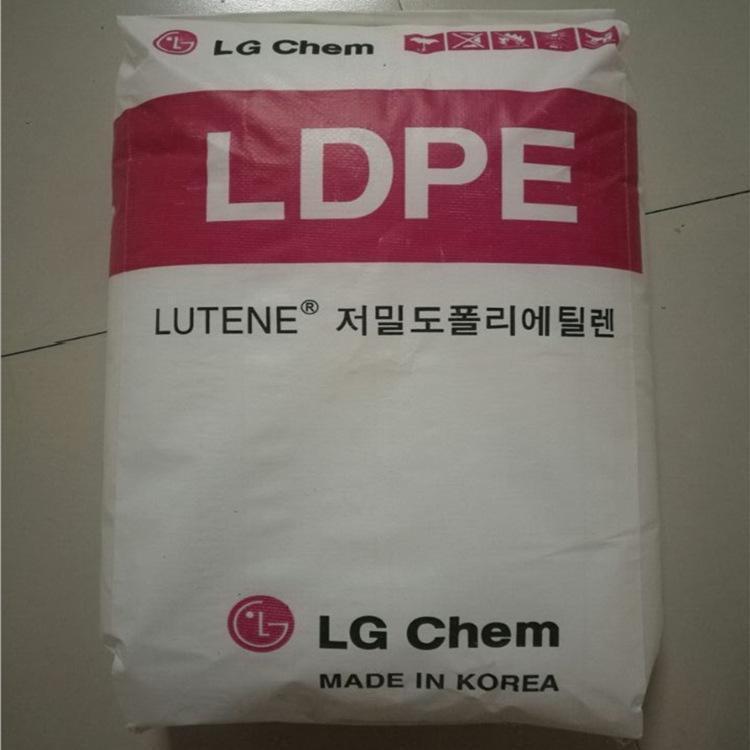 LG Chem
LDPE
LUTENE® 저밀도폴리에틸렌
LG Chem
MADE IN KOREA